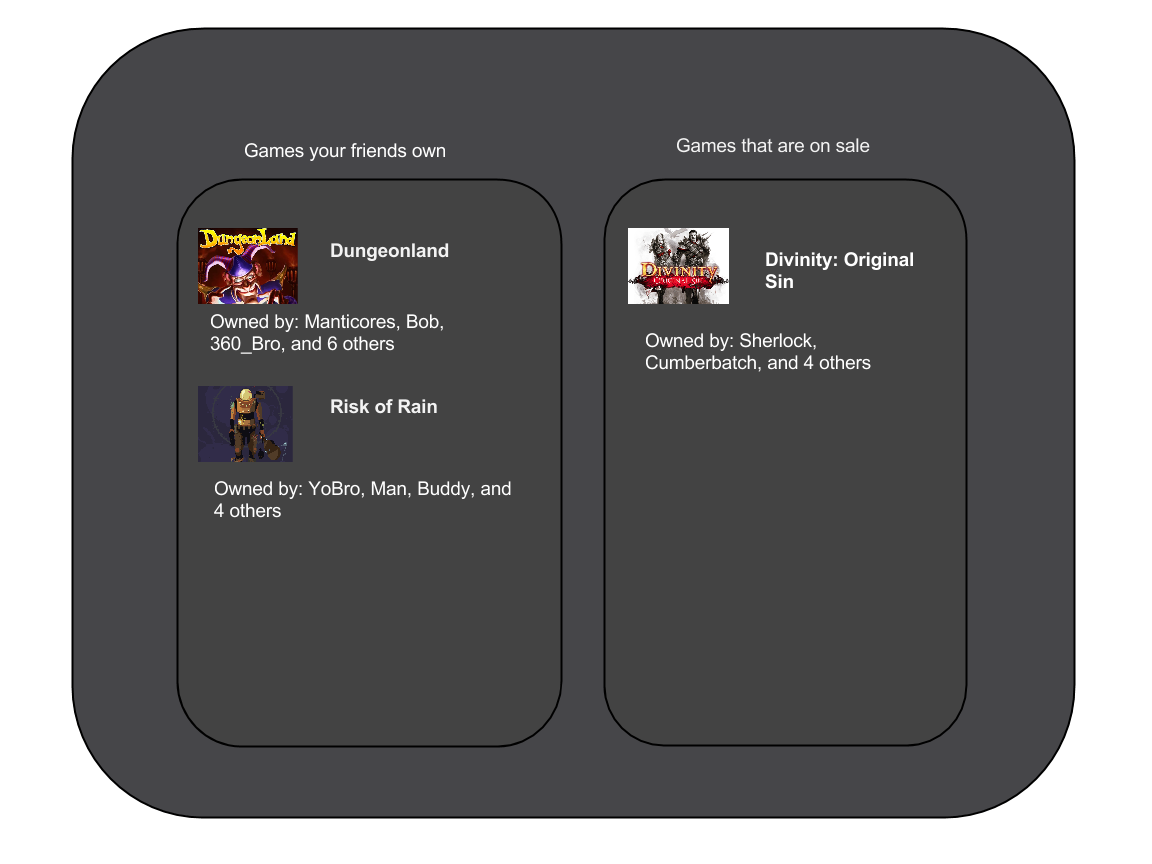 Games your friends own
DungeonLand
Dungeonland
Owned by: Manticores, Bob,
360_Bro, and 6 others
Risk of Rain
Owned by: YoBro, Man, Buddy, and
4 others
Games that are on sale
DIVINITY
ORIGINAL SIN
Divinity: Original
Sin
Owned by: Sherlock,
Cumberbatch, and 4 others